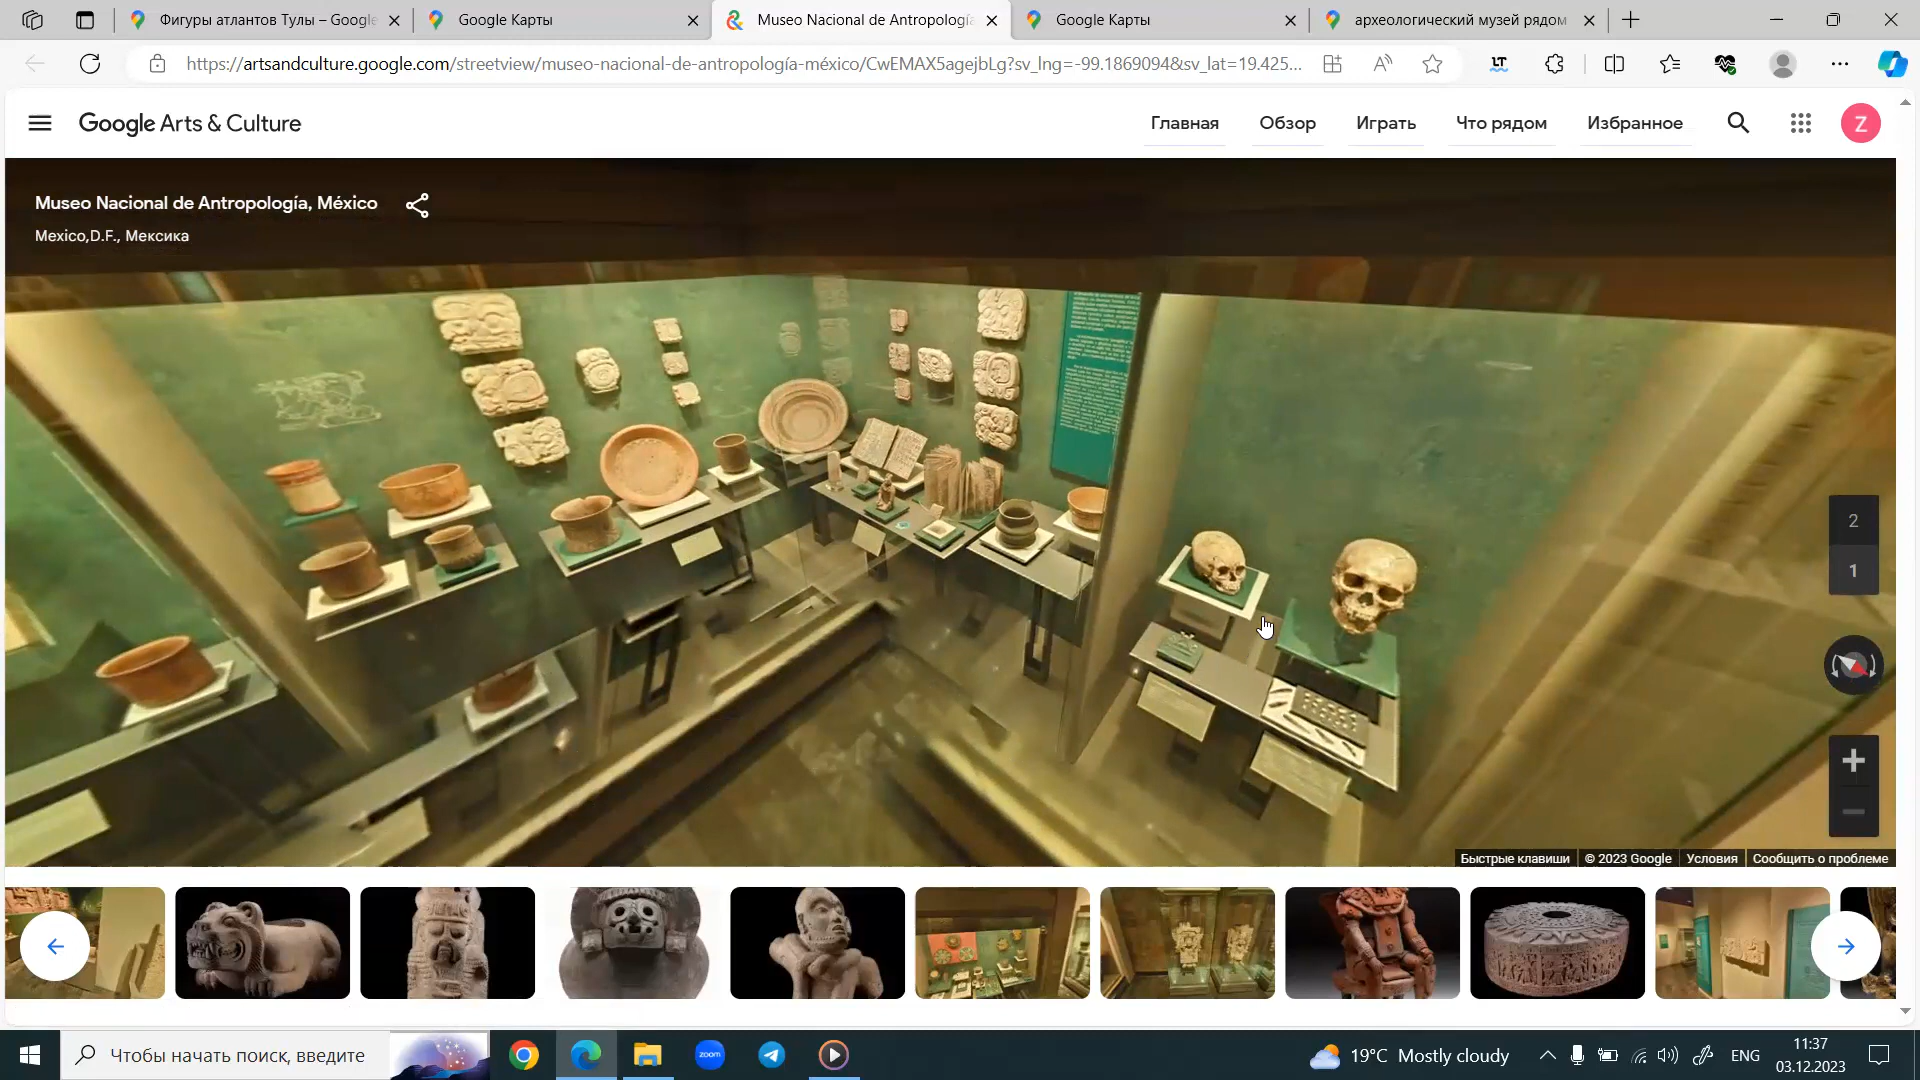 Фигуры атлантов Тулы – Google
Google Карты
Museo Nacional de Antropología
Google Карты
археологический музей рядом
https://artsandculture.google.com/streetview/museo-nacional-de-antropología-méxico/CwEMAX5agejbLg?sv_lng=-99.1869094&sv_lat=19.425...
LT
Google Arts & Culture
Главная
Обзор
Играть
Что рядом
Избранное
Z
Museo Nacional de Antropología, México
Mexico,D.F., Мексика
2
1
Быстрые клавиши
© 2023 Google
Условия
Сообщить о проблеме
Чтобы начать поиск, введите
zoom
19°C Mostly cloudy
ENG
11:37
03.12.2023